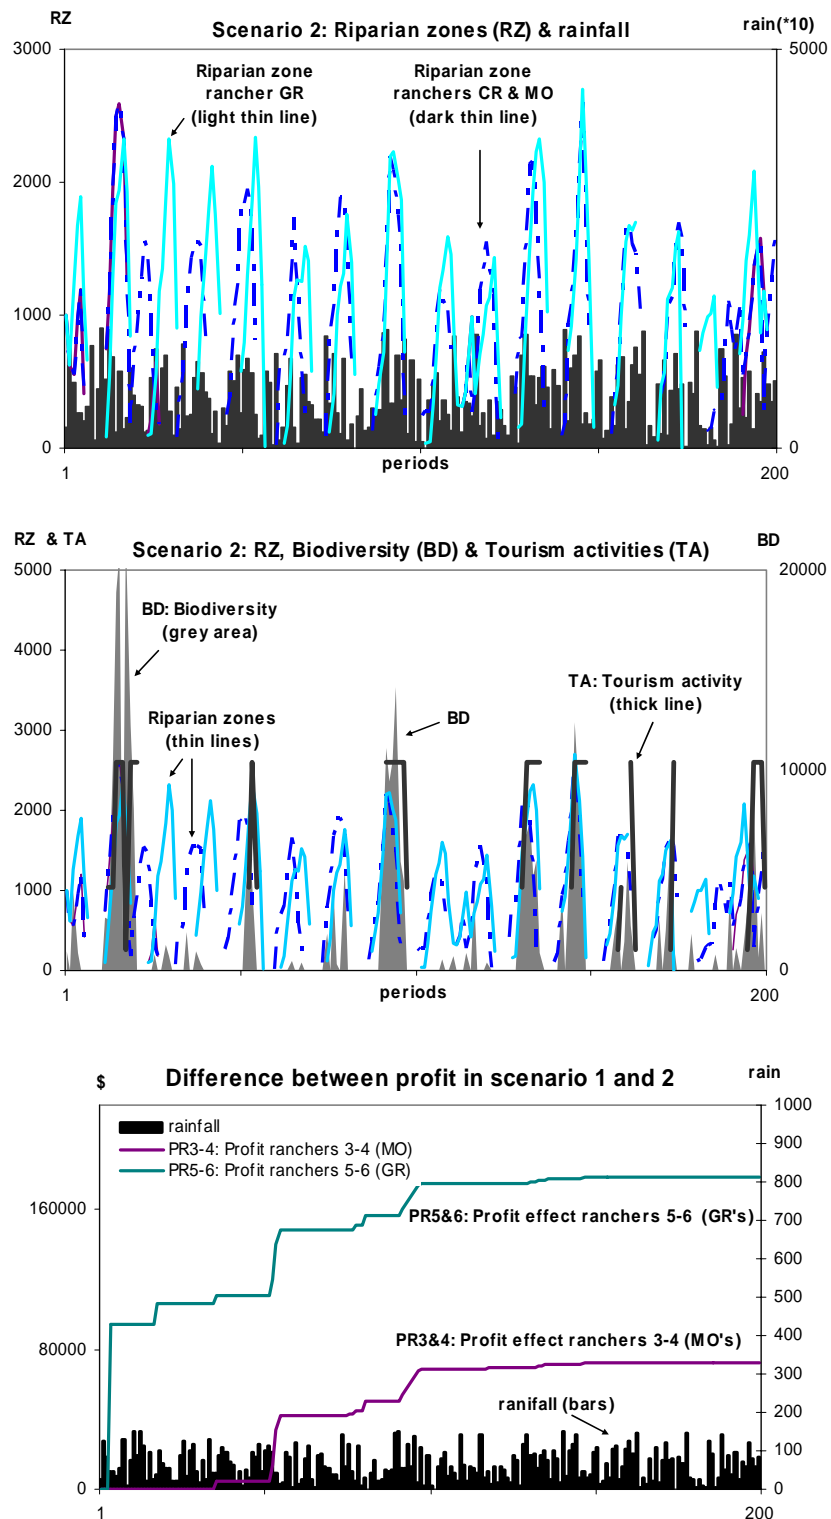 RZ
Scenario 2: Riparian zones (RZ) & rainfall
rain(*10)
3000
5000
Riparian zone
rancher GR
(light thin line)
Riparian zone
ranchers CR & MO
(dark thin line)
2000
1000
0
0
1
periods
200
RZ & TA
Scenario 2: RZ, Biodiversity (BD) & Tourism activities (TA)
BD
5000
20000
BD: Biodiversity
(grey area)
4000
TA: Tourism activity
(thick line)
Riparian zones
(thin lines)
BD
3000
10000
2000
1000
0
0
1
periods
200
$
Difference between profit in scenario 1 and 2
rain
1000
rainfall
PR3-4: Profit ranchers 3-4 (MO)
PR5-6: Profit ranchers 5-6 (GR)
900
800
160000
PR5&6: Profit effect ranchers 5-6 (GR's)
700
600
500
400
PR3&4: Profit effect ranchers 3-4 (MO's)
80000
300
ranifall (bars)
200
100
0
0
1
200